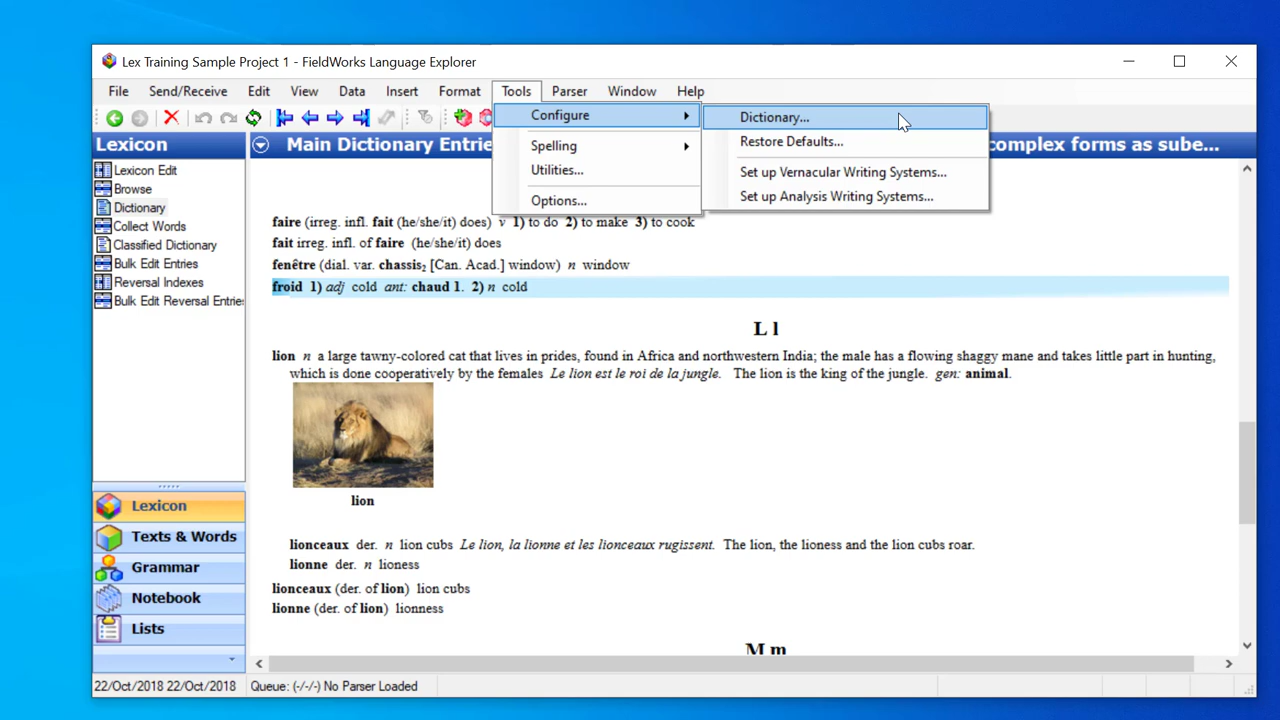 Lex Training Sample Project 1 - FieldWorks Language Explorer
File Send/Receive Edit View Data Insert Format Tools Parser Window Help
Configure
Spelling
Utilities...
Options...
Dictionary...
Restore Defaults...
Set up Vernacular Writing Systems...
Set up Analysis Writing Systems...
Lexicon
Lexicon Edit
Browse
Dictionary
Collect Words
Classified Dictionary
Bulk Edit Entries
Reversal Indexes
Bulk Edit Reversal Entries
Lexicon
Texts & Words
Grammar
Notebook
Lists
Main Dictionary Entrie complex forms as sube...
faire (irreg. infl. fait (he/she/it) does) v 1) to do 2) to make 3) to cook
fait irreg. infl. of faire (he/she/it) does
fenêtre (dial. var. chassis₂ [Can. Acad.] window) n window
froid 1) adj cold ant: chaud 1. 2) n cold
L l
lion n a large tawny-colored cat that lives in prides, found in Africa and northwestern India; the male has a flowing shaggy mane and takes little part in hunting,
which is done cooperatively by the females Le lion est le roi de la jungle. The lion is the king of the jungle. gen: animal.
lion
lionceaux der. n lion cubs Le lion, la lionne et les lionceaux rugissent. The lion, the lioness and the lion cubs roar.
lionne der. n lioness
lionceaux (der. of lion) lion cubs
lionne (der. of lion) lionness
M m
22/Oct/2018 22/Oct/2018 Queue: (-/-/-) No Parser Loaded